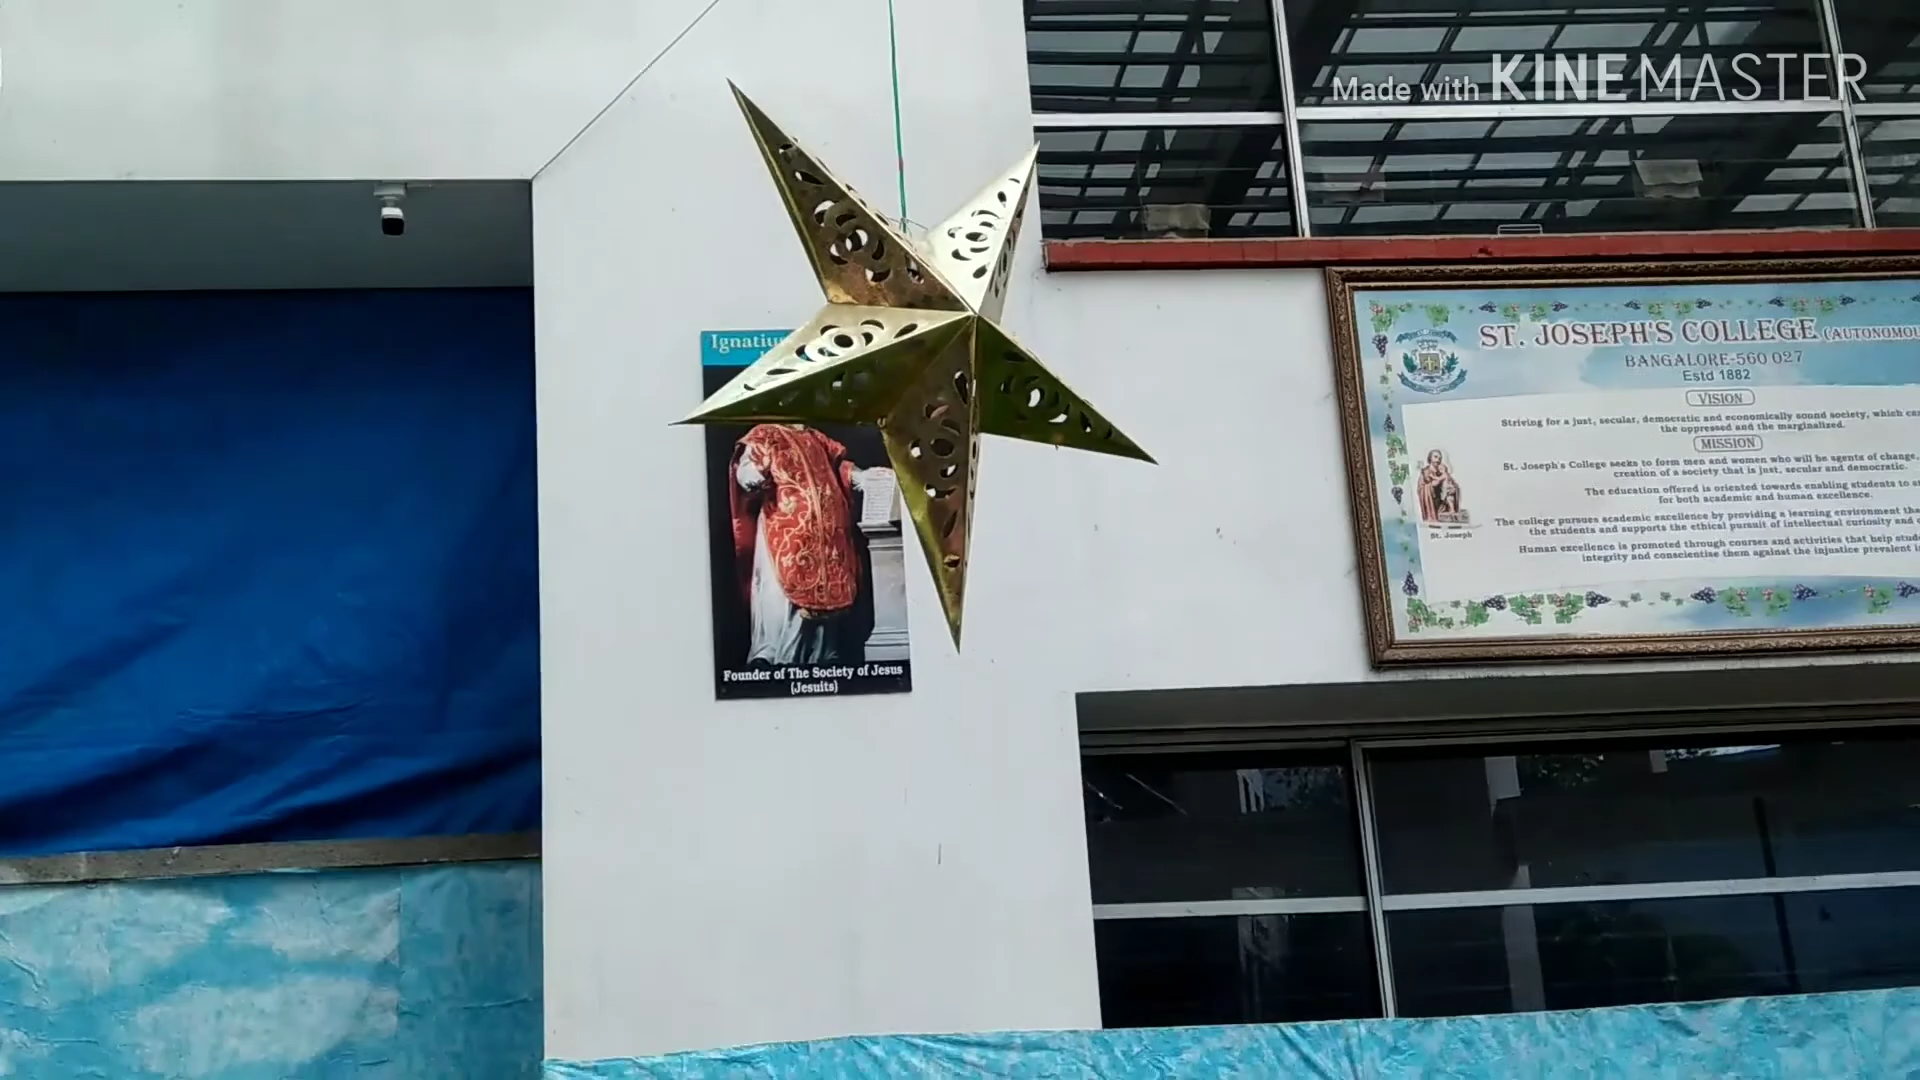 Made with KINEMASTER
Ignatiu
Founder of The Society of Jesus
(Jesuits)
ST. JOSEPH'S COLLEGE (AUTONOMOU
BANGALORE-560 027
Estd 1882
VISION
Striving for a just, secular, democratic and economically sound society, which
the oppressed and the marginalized.
MISSION
St. Joseph's College seeks to form men and women who will be agents of change,
creation of a society that is just, secular and democratic.
The education offered is oriented towards enabling students to
for both academic and human excellence.
The college pursues academic excellence by providing a learning environment
the students and supports the ethical pursuit of intellectual curiosity and
Human excellence is promoted through courses and activities that help
integrity and conscientise them against the injustice prevalent
St. Joseph